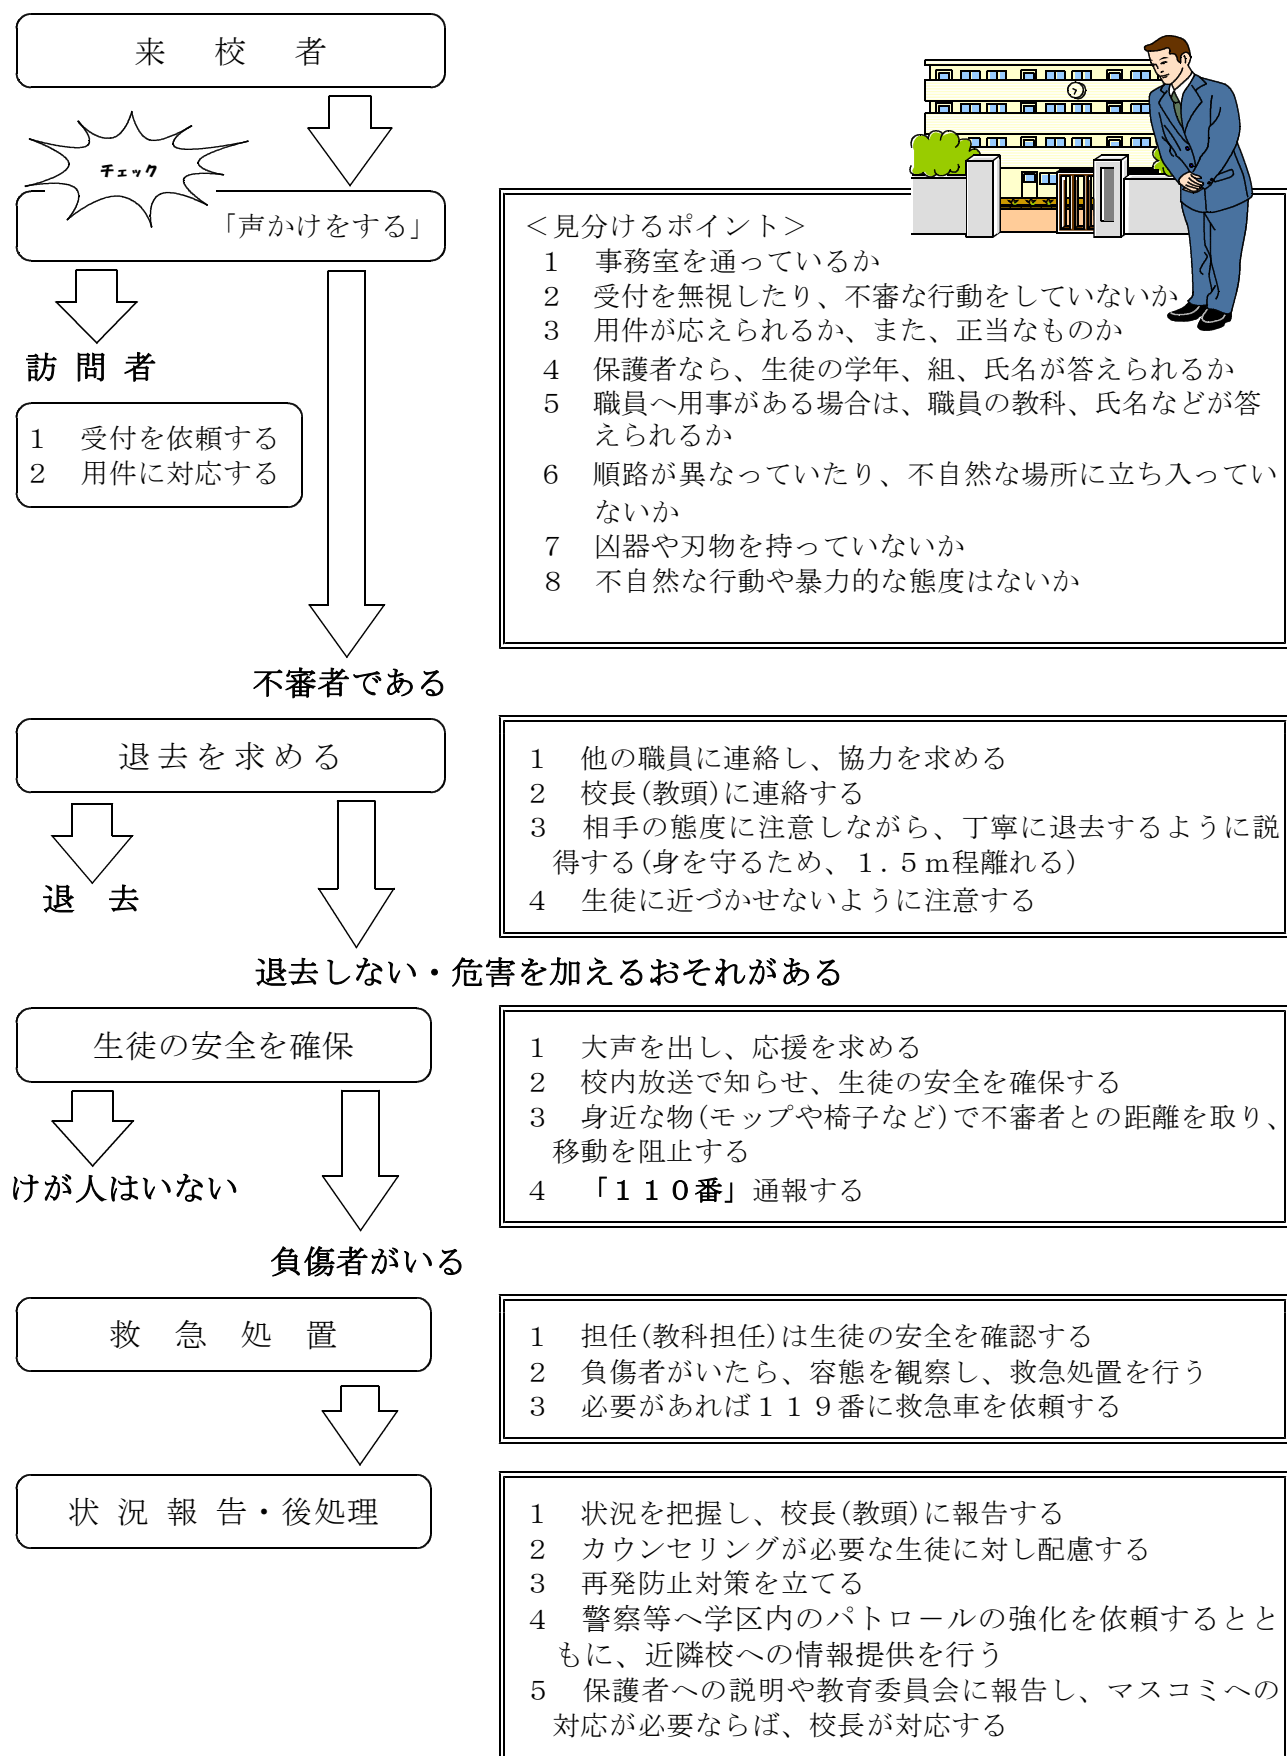 来 校 者
チェック
「声かけをする」
訪 問 者
1 受付を依頼する
2 用件に対応する
＜見分けるポイント＞
1 事務室を通っているか
2 受付を無視したり、不審な行動をしていないか
3 用件が応えられるか、また、正当なものか
4 保護者なら、生徒の学年、組、氏名が答えられるか
5 職員へ用事がある場合は、職員の教科、氏名などが答
えられるか
6 順路が異なっていたり、不自然な場所に立ち入ってい
ないか
7 凶器や刃物を持っていないか
8 不自然な行動や暴力的な態度はないか
不審者である
退去を求める
退 去
1 他の職員に連絡し、協力を求める
2 校長(教頭)に連絡する
3 相手の態度に注意しながら、丁寧に退去するように説
得する(身を守るため、１.５ｍ程離れる)
4 生徒に近づかせないように注意する
退去しない・危害を加えるおそれがある
生徒の安全を確保
けが人はいない
1 大声を出し、応援を求める
2 校内放送で知らせ、生徒の安全を確保する
3 身近な物(モップや椅子など)で不審者との距離を取り、
移動を阻止する
4 「１１０番」通報する
負傷者がいる
救 急 処 置
1 担任(教科担任)は生徒の安全を確認する
2 負傷者がいたら、容態を観察し、救急処置を行う
3 必要があれば１１９番に救急車を依頼する
状 況 報 告・後処理
1 状況を把握し、校長(教頭)に報告する
2 カウンセリングが必要な生徒に対し配慮する
3 再発防止対策を立てる
4 警察等へ学区内のパトロールの強化を依頼するとと
もに、近隣校への情報提供を行う
5 保護者への説明や教育委員会に報告し、マスコミへの
対応が必要ならば、校長が対応する